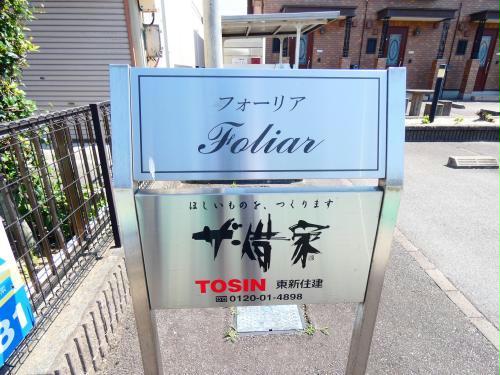 フォーリア
Foliar
ほしいものを、つくります
ザ・借家
TOSIN 東新住建
0120-01-4898
81